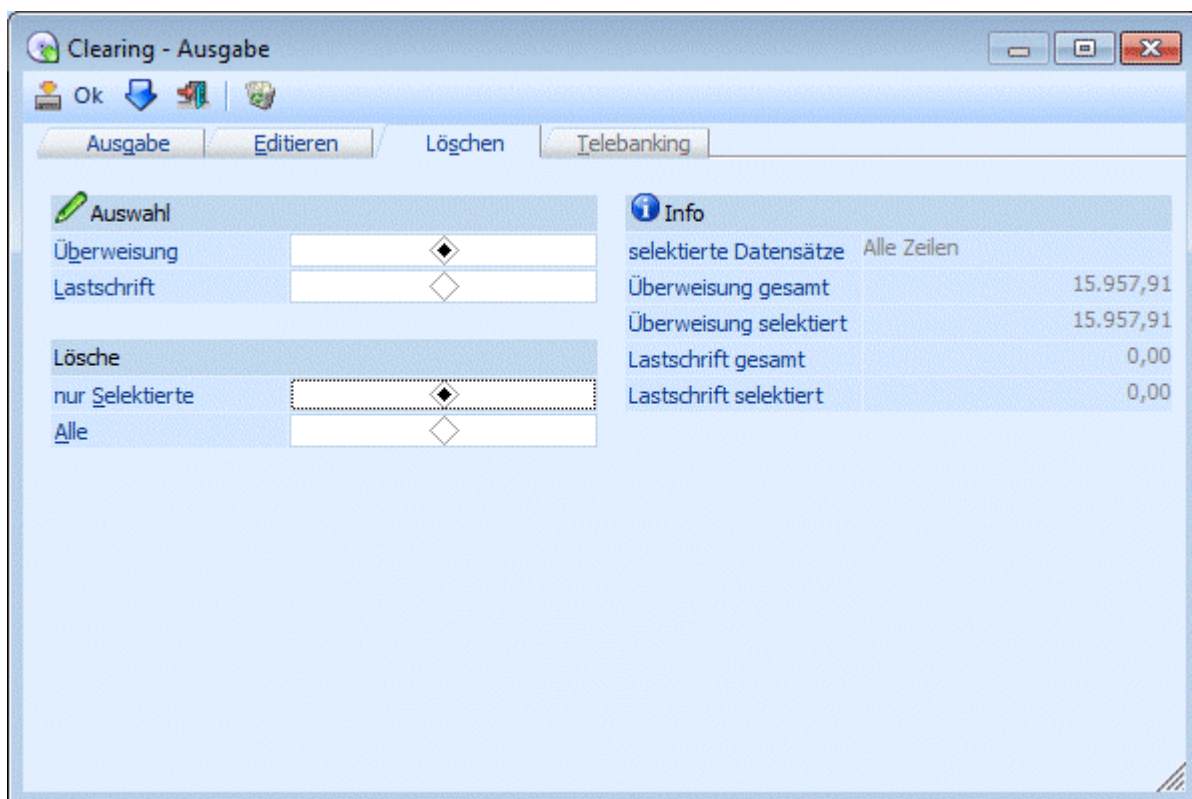 Clearing - Ausgabe
Ok
Ausgabe Editieren Löschen Telebanking
Auswahl
Überweisung
Lastschrift
Lösche
nur Selektierte
Alle
Info
selektierte Datensätze Alle Zeilen
Überweisung gesamt 15.957,91
Überweisung selektiert 15.957,91
Lastschrift gesamt 0,00
Lastschrift selektiert 0,00